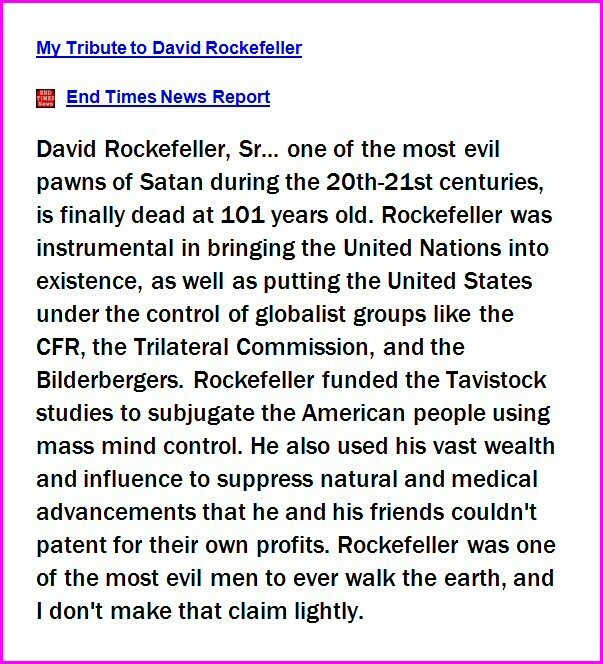 My Tribute to David Rockefeller
END TIMES News
End Times News Report
David Rockefeller, Sr... one of the most evil
pawns of Satan during the 20th-21st centuries,
is finally dead at 101 years old. Rockefeller was
instrumental in bringing the United Nations into
existence, as well as putting the United States
under the control of globalist groups like the
CFR, the Trilateral Commission, and the
Bilderbergers. Rockefeller funded the Tavistock
studies to subjugate the American people using
mass mind control. He also used his vast wealth
and influence to suppress natural and medical
advancements that he and his friends couldn't
patent for their own profits. Rockefeller was one
of the most evil men to ever walk the earth, and
I don't make that claim lightly.